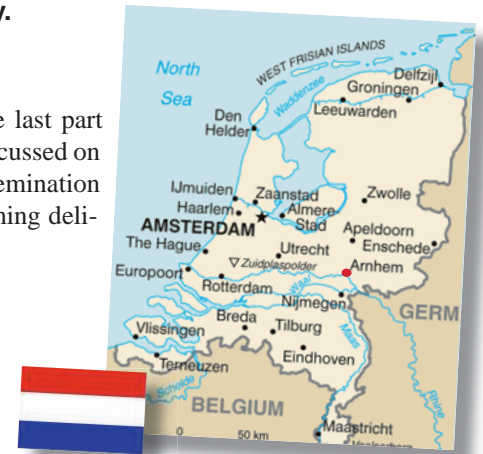 y.
e last part
cussed on
emination
ning deli-
North
Sea
WEST FRISIAN ISLANDS
Waddenzee
Delfzijl
Groningen
Leeuwarden
Den
Helder
IJmuiden
Zaanstad
Haarlem
Almere
Stad
Zwolle
AMSTERDAM
Apeldoorn
Enschede
The Hague
Utrecht
Zuidplaspolder
Arnhem
Europoort
Rotterdam
Waal
Nijmegen
GERM
Breda
Tilburg
Maas
Vlissingen
Eindhoven
Terneuzen
Schelde
Rhine
BELGIUM
Maastricht
0 50 km